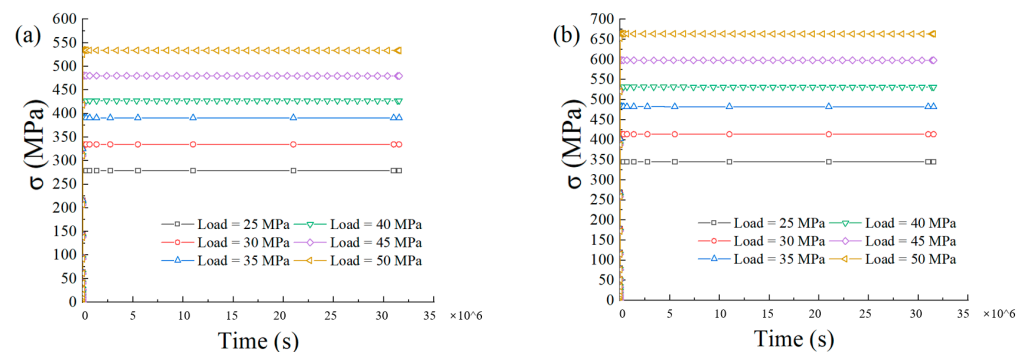 (a)
σ (MPa)
600
550
500
450
400
350
300
250
200
150
100
50
0
0 5 10 15 20 25 30 35 ×10^6
Time (s)
Load = 25 MPa Load = 40 MPa
Load = 30 MPa Load = 45 MPa
Load = 35 MPa Load = 50 MPa
(b)
σ (MPa)
700
650
600
550
500
450
400
350
300
250
200
150
100
50
0
0 5 10 15 20 25 30 35 ×10^6
Time (s)
Load = 25 MPa Load = 40 MPa
Load = 30 MPa Load = 45 MPa
Load = 35 MPa Load = 50 MPa